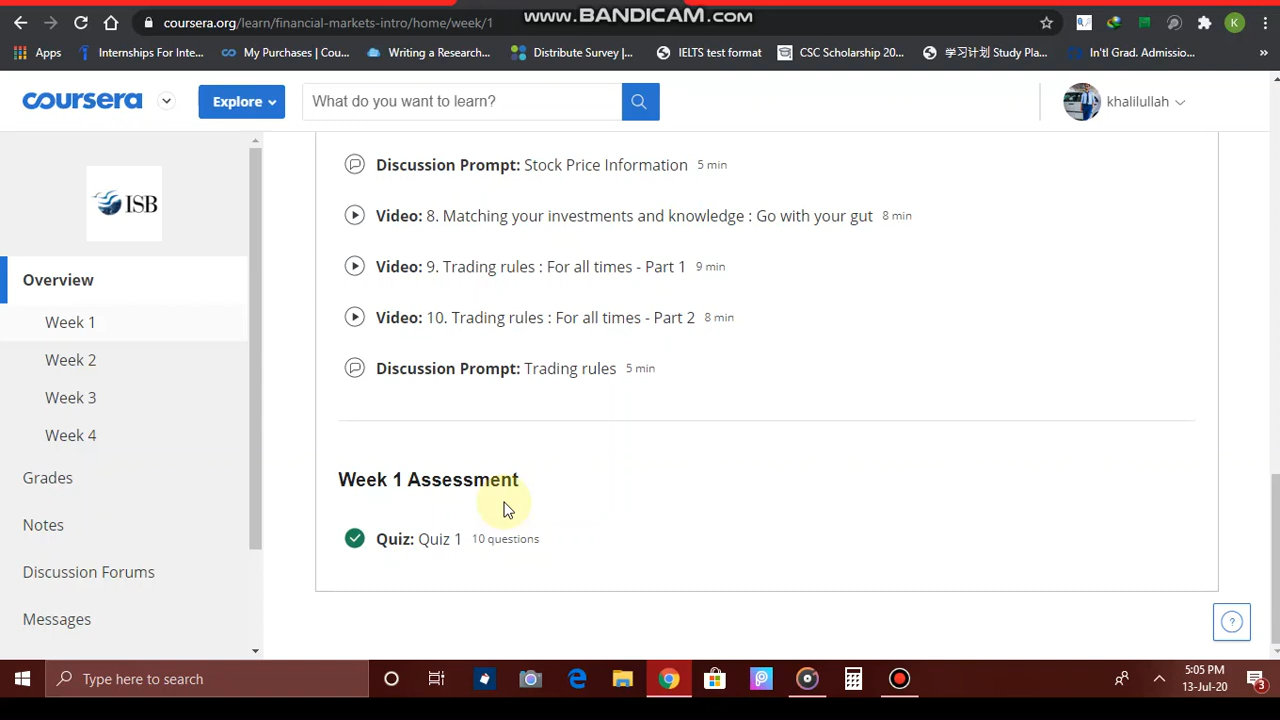 coursera.org/learn/financial-markets-intro/home/week/1
www.BANDICAM.com
K
Apps
Internships For Inte...
My Purchases | Cou...
Writing a Research...
Distribute Survey |...
IELTS test format
CSC Scholarship 20...
学习计划 Study Pla...
In'tl Grad. Admissio...
»
coursera
Explore
What do you want to learn?
khalilullah
ISB
Overview
Week 1
Week 2
Week 3
Week 4
Grades
Notes
Discussion Forums
Messages
Discussion Prompt: Stock Price Information 5 min
Video: 8. Matching your investments and knowledge : Go with your gut 8 min
Video: 9. Trading rules : For all times - Part 1 9 min
Video: 10. Trading rules : For all times - Part 2 8 min
Discussion Prompt: Trading rules 5 min
Week 1 Assessment
Quiz: Quiz 1 10 questions
?
Type here to search
5:05 PM
13-Jul-20
3